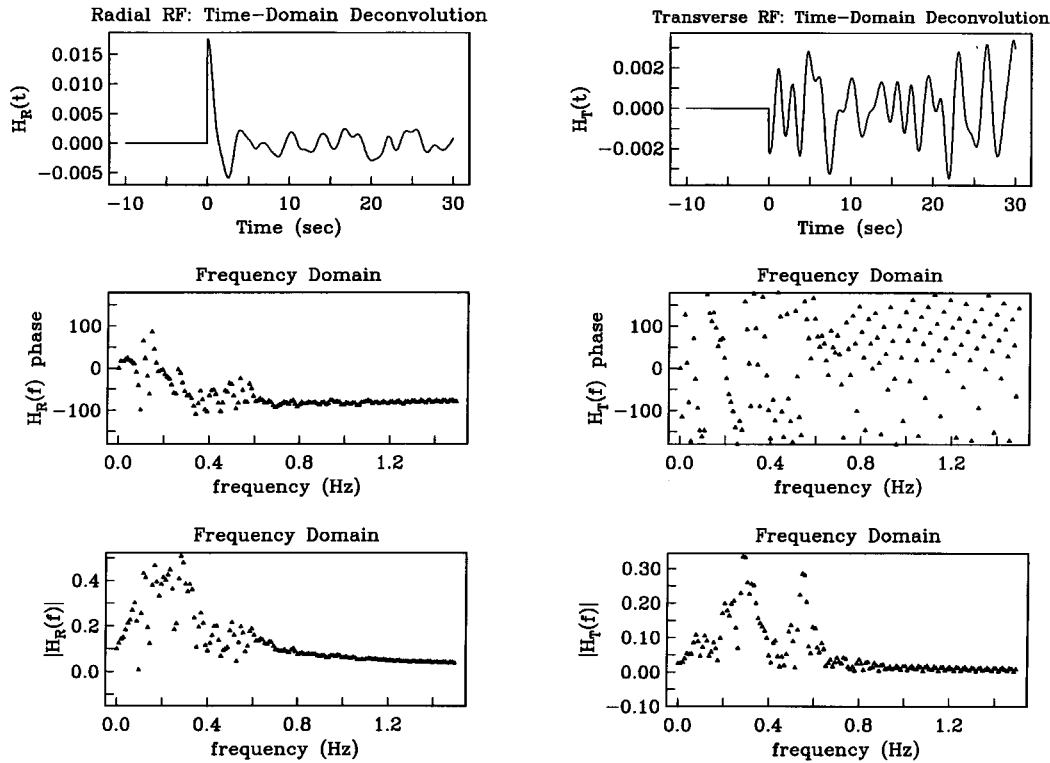 Radial RF: Time-Domain Deconvolution
H_R(t)
0.015
0.010
0.005
0.000
-0.005
-10 0 10 20 30
Time (sec)
Transverse RF: Time-Domain Deconvolution
H_T(t)
0.002
0.000
-0.002
-10 0 10 20 30
Time (sec)
Frequency Domain
H_R(f) phase
100
0
-100
0.0 0.4 0.8 1.2
frequency (Hz)
Frequency Domain
H_T(f) phase
100
0
-100
0.0 0.4 0.8 1.2
frequency (Hz)
Frequency Domain
|H_R(f)|
0.4
0.2
0.0
0.0 0.4 0.8 1.2
frequency (Hz)
Frequency Domain
|H_T(f)|
0.30
0.20
0.10
0.00
-0.10
0.0 0.4 0.8 1.2
frequency (Hz)